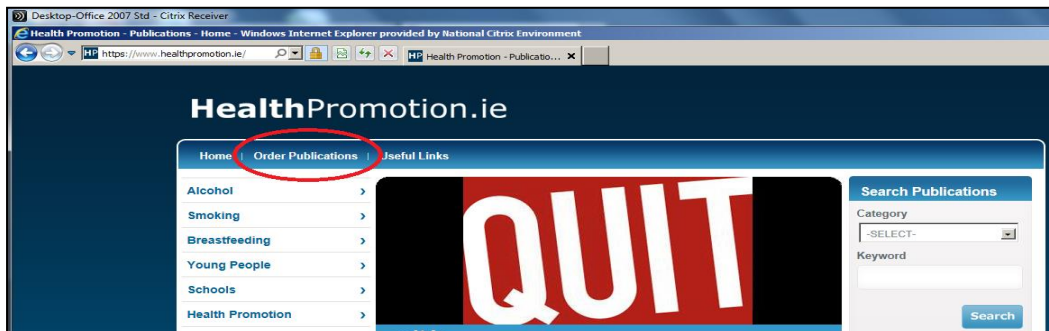 Desktop-Office 2007 Std - Citrix Receiver
Health Promotion - Publications - Home - Windows Internet Explorer provided by National Citrix Environment
HP https://www.healthpromotion.ie/ HP Health Promotion - Publicatio... X
HealthPromotion.ie
Home | Order Publications | Useful Links
Alcohol
Smoking
Breastfeeding
Young People
Schools
Health Promotion
QUIT
Search Publications
Category
-SELECT-
Keyword
Search